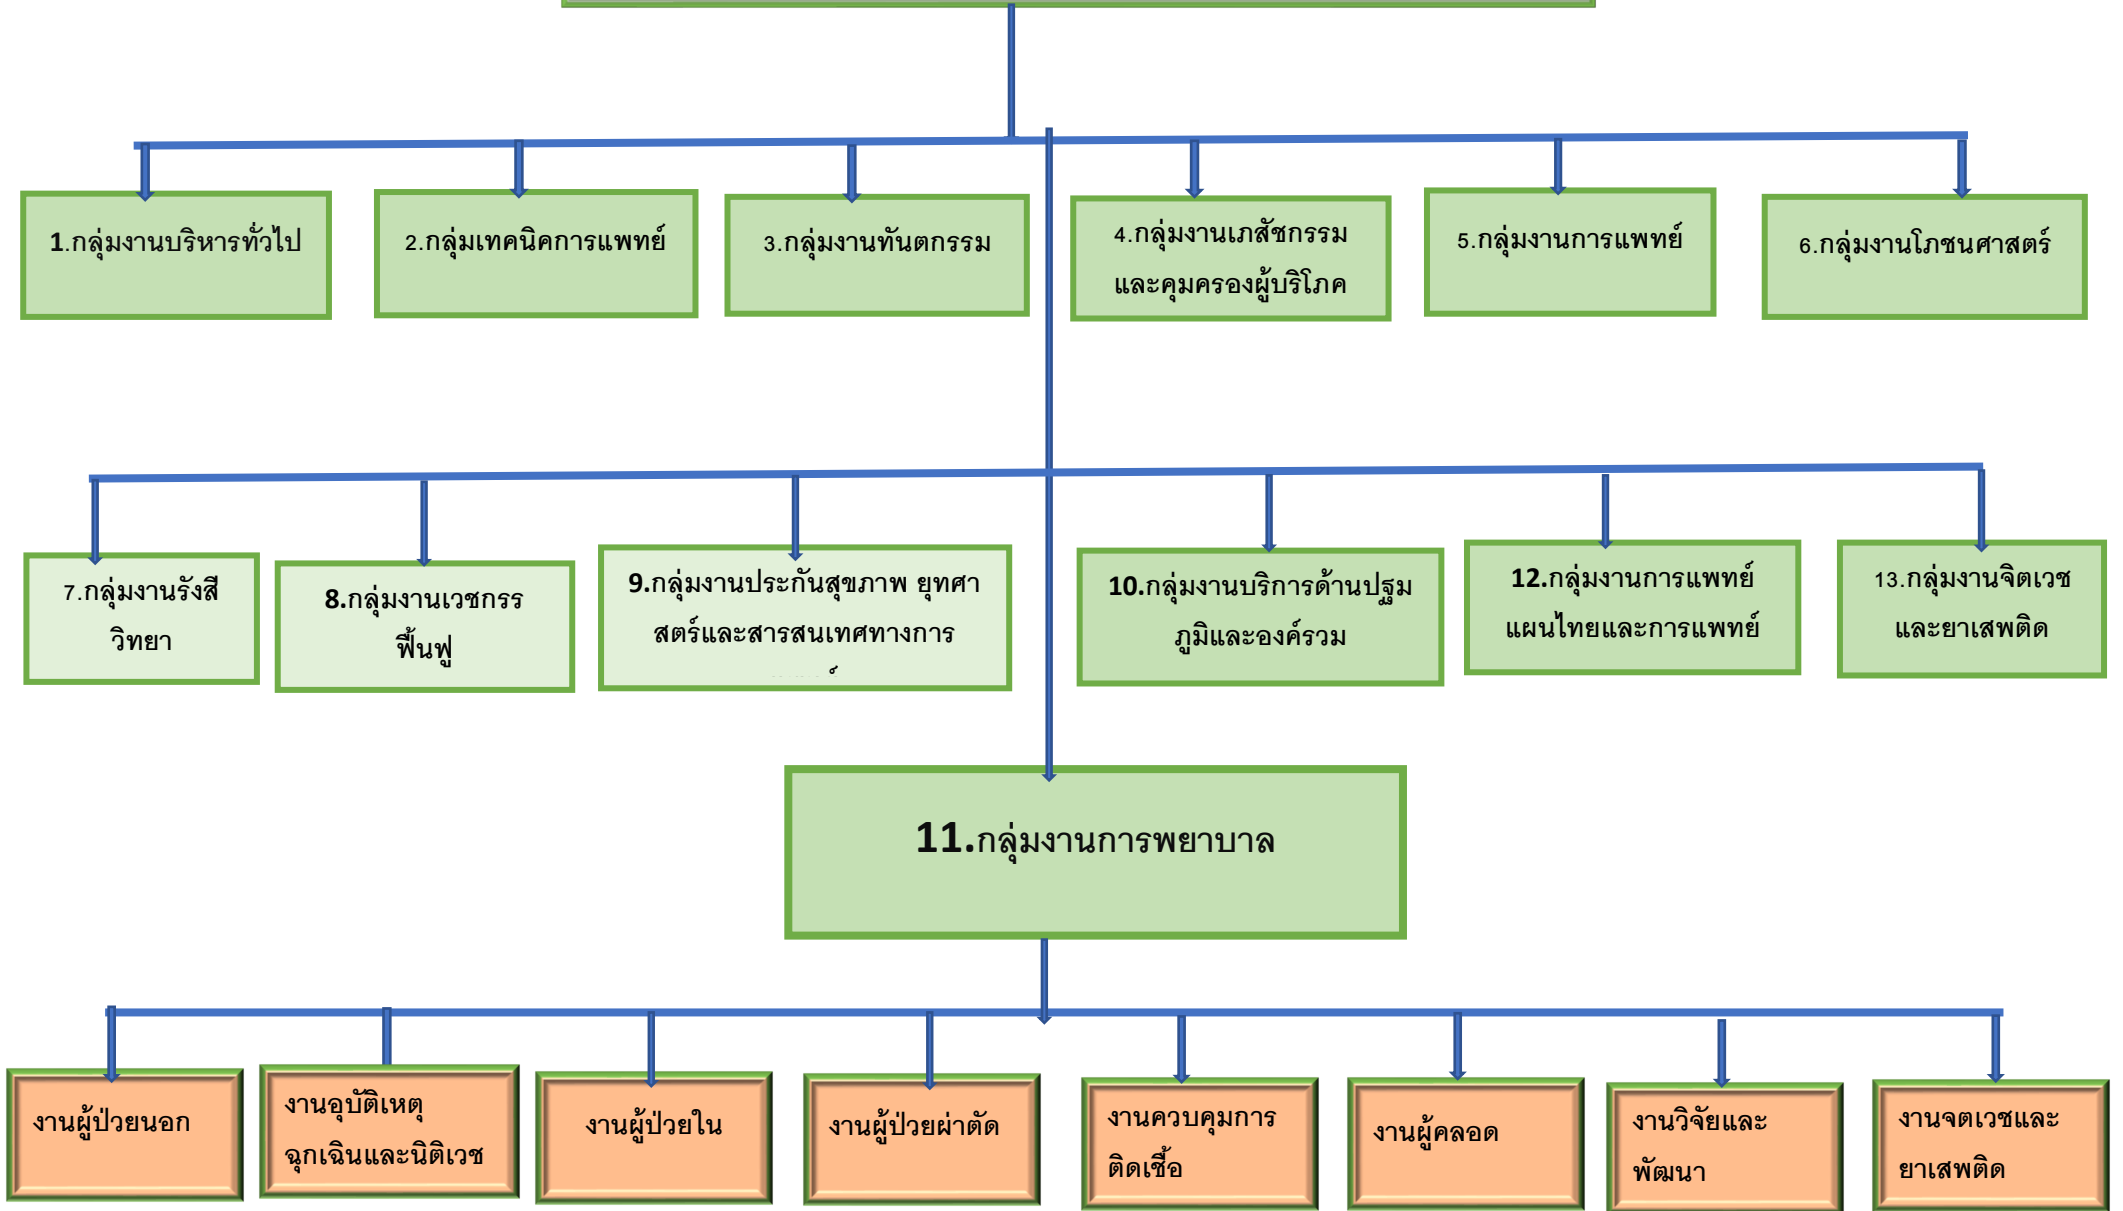 1.กลุ่มงานบริหารทั่วไป
2.กลุ่มเทคนิคการแพทย์
3.กลุ่มงานทันตกรรม
4.กลุ่มงานเภสัชกรรม
และคุมครองผู้บริโภค
5.กลุ่มงานการแพทย์
6.กลุ่มงานโภชนศาสตร์
7.กลุ่มงานรังสี
วิทยา
8.กลุ่มงานเวชกรร
ฟื้นฟู
9.กลุ่มงานประกันสุขภาพ ยุทศา
สตร์และสารสนเทศทางการ
10.กลุ่มงานบริการด้านปฐม
ภูมิและองค์รวม
12.กลุ่มงานการแพทย์
แผนไทยและการแพทย์
13.กลุ่มงานจิตเวช
และยาเสพติด
11.กลุ่มงานการพยาบาล
งานผู้ป่วยนอก
งานอุบัติเหตุ
ฉุกเฉินและนิติเวช
งานผู้ป่วยใน
งานผู้ป่วยผ่าตัด
งานควบคุมการ
ติดเชื้อ
งานผู้คลอด
งานวิจัยและ
พัฒนา
งานจตเวชและ
ยาเสพติด